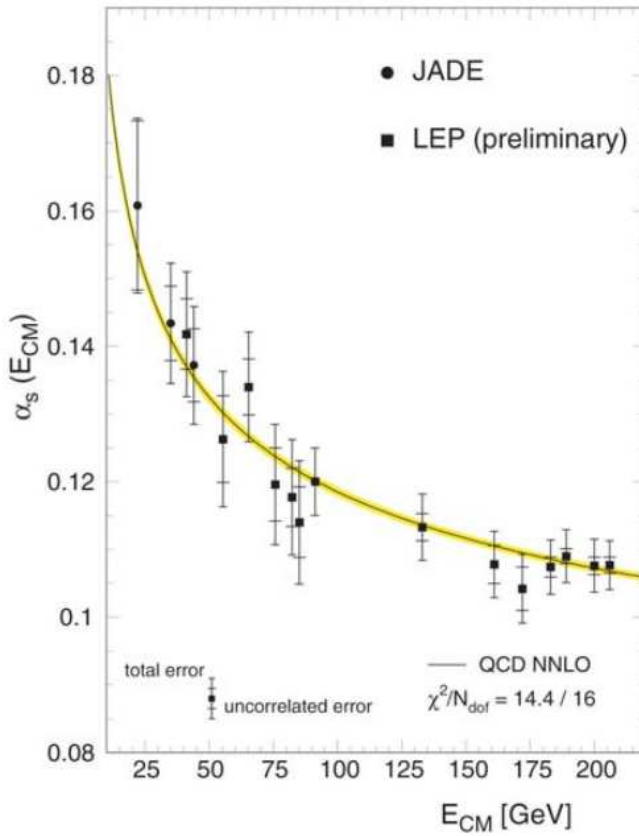 0.18
0.16
0.14
0.12
0.1
0.08
α_s (E_CM)
JADE
LEP (preliminary)
total error
uncorrelated error
QCD NNLO
χ²/N_dof = 14.4 / 16
25 50 75 100 125 150 175 200
E_CM [GeV]